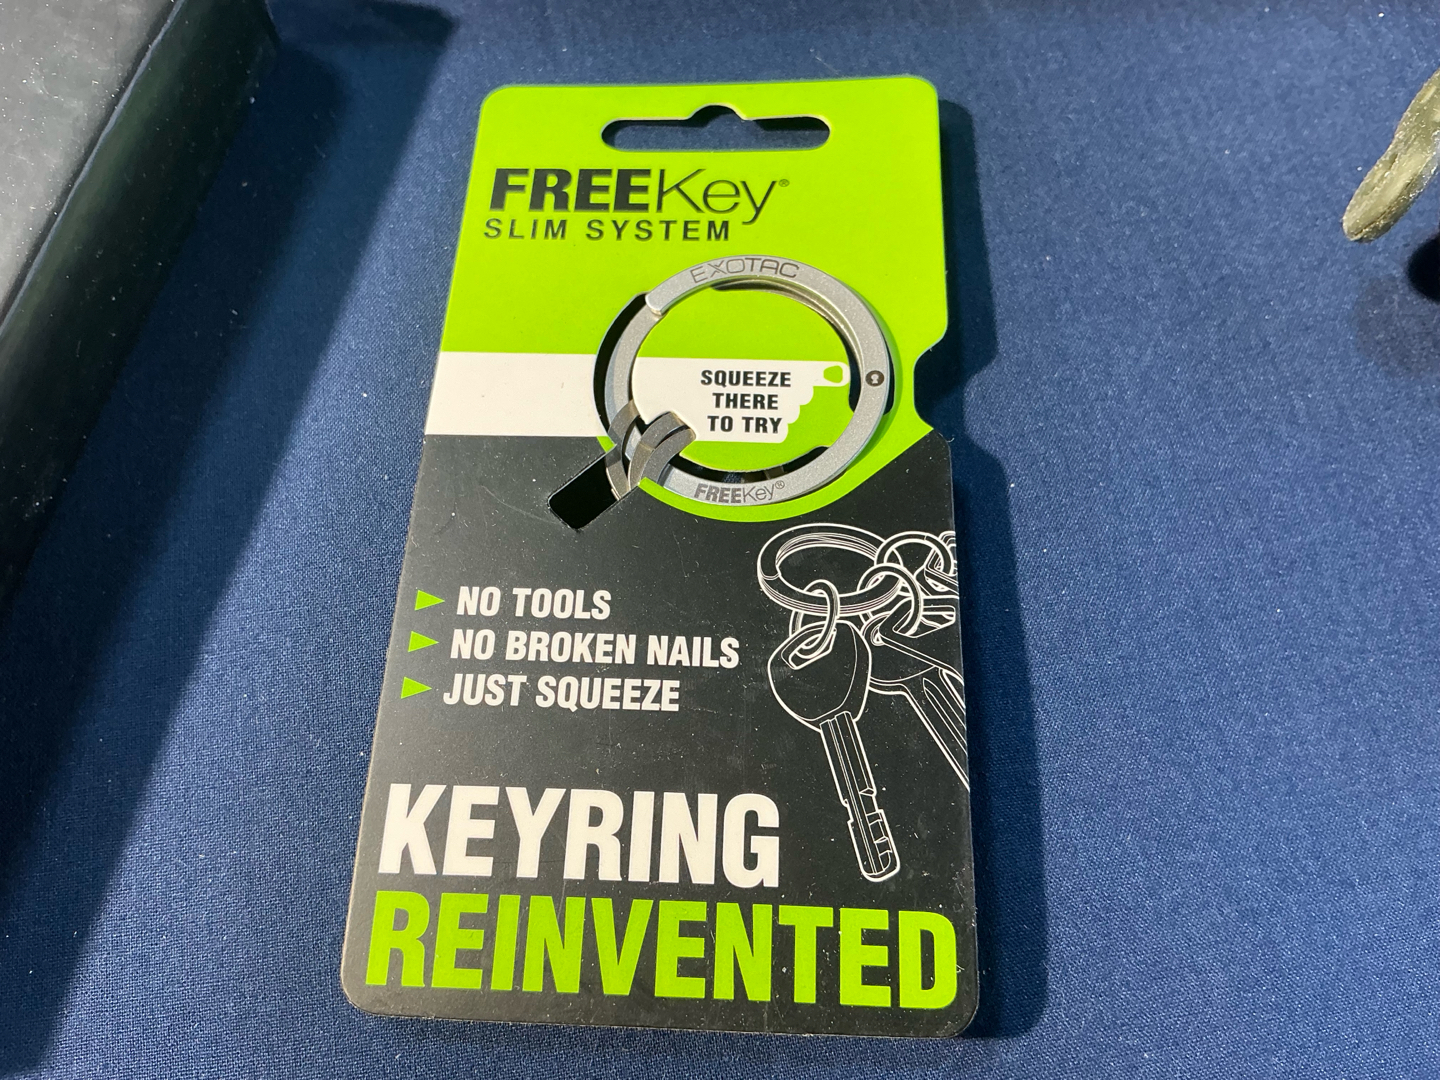 FREEKey®
SLIM SYSTEM
EXOTAC
SQUEEZE
THERE
TO TRY
FREEKey®
NO TOOLS
NO BROKEN NAILS
JUST SQUEEZE
KEYRING
REINVENTED